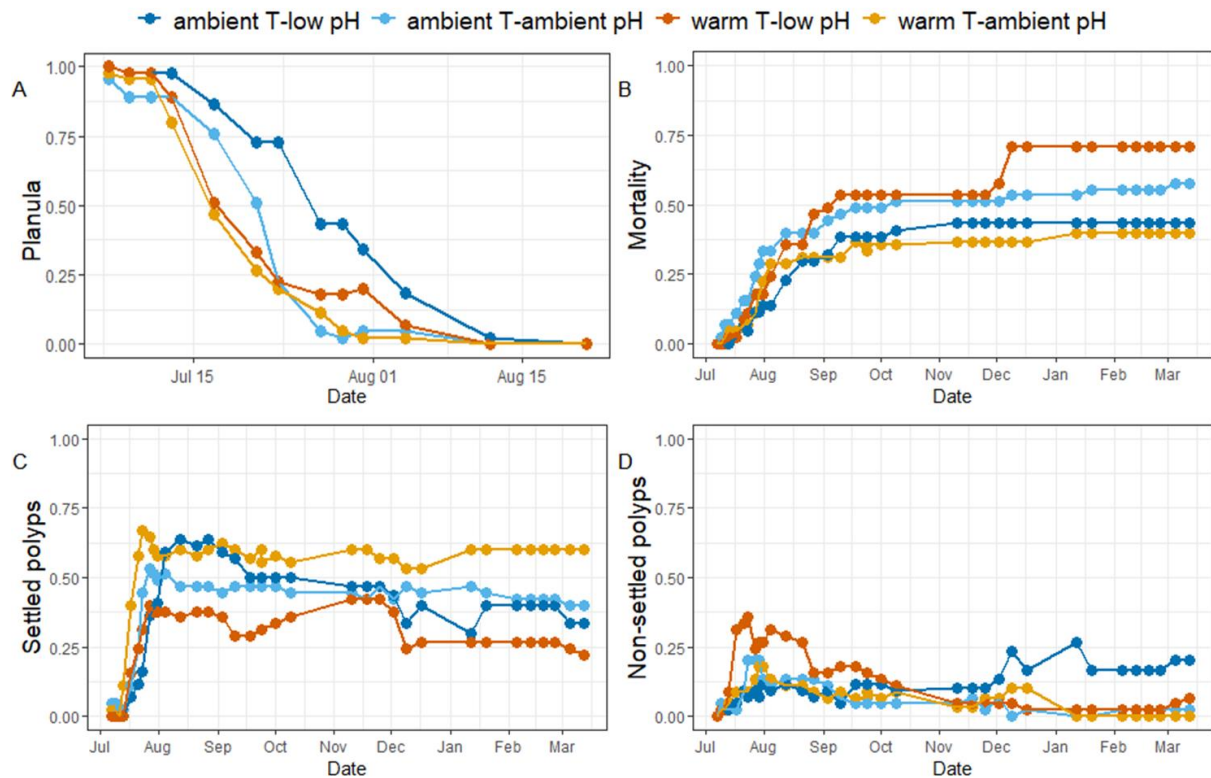 ambient T-low pH ambient T-ambient pH warm T-low pH warm T-ambient pH
A
Planula
1.00
0.75
0.50
0.25
0.00
Jul 15 Aug 01 Aug 15
Date
B
Mortality
1.00
0.75
0.50
0.25
0.00
Jul Aug Sep Oct Nov Dec Jan Feb Mar
Date
C
Settled polyps
1.00
0.75
0.50
0.25
0.00
Jul Aug Sep Oct Nov Dec Jan Feb Mar
Date
D
Non-settled polyps
1.00
0.75
0.50
0.25
0.00
Jul Aug Sep Oct Nov Dec Jan Feb Mar
Date